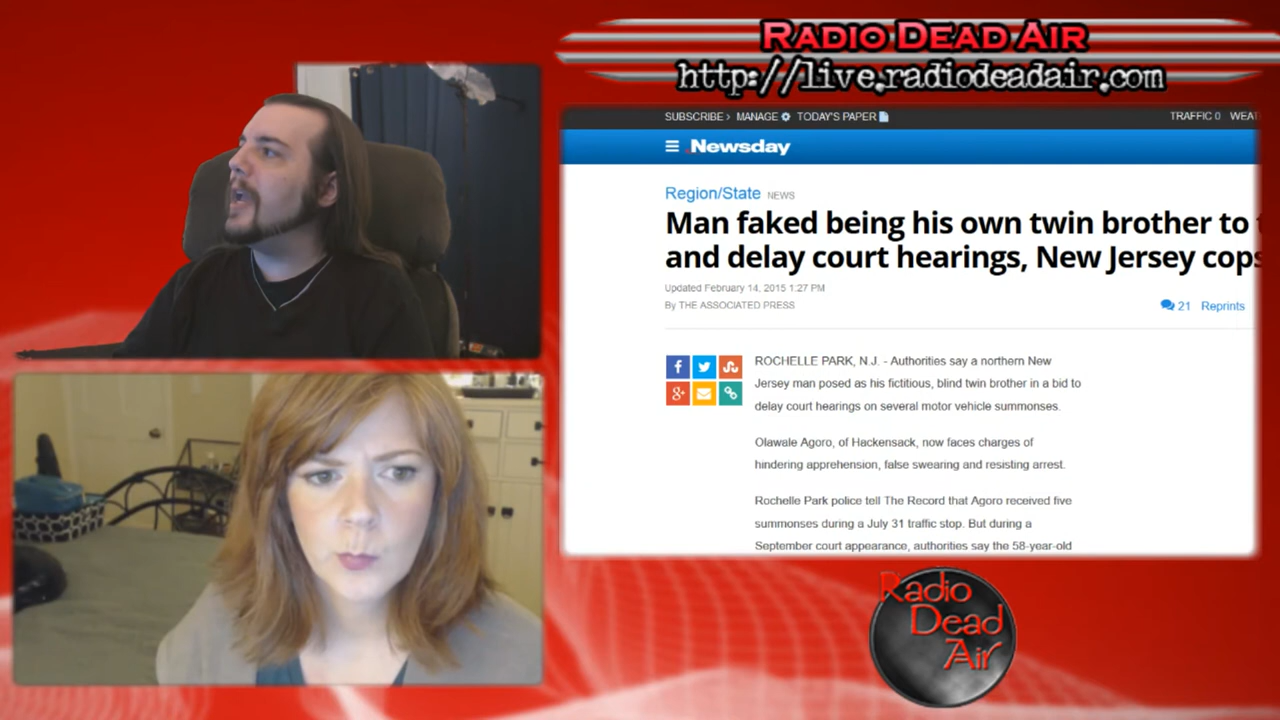 RADIO DEAD AIR
http://live.radiodeadair.com
SUBSCRIBE › MANAGE TODAY'S PAPER TRAFFIC 0
Newsday
Region/State NEWS
Man faked being his own twin brother to
and delay court hearings, New Jersey cops
Updated February 14, 2015 1:27 PM
By THE ASSOCIATED PRESS
21 Reprints
ROCHELLE PARK, N.J. - Authorities say a northern New
Jersey man posed as his fictitious, blind twin brother in a bid to
delay court hearings on several motor vehicle summonses.
Olawale Agoro, of Hackensack, now faces charges of
hindering apprehension, false swearing and resisting arrest.
Rochelle Park police tell The Record that Agoro received five
summonses during a July 31 traffic stop. But during a
September court appearance, authorities say the 58-year-old
Radio
Dead
Air